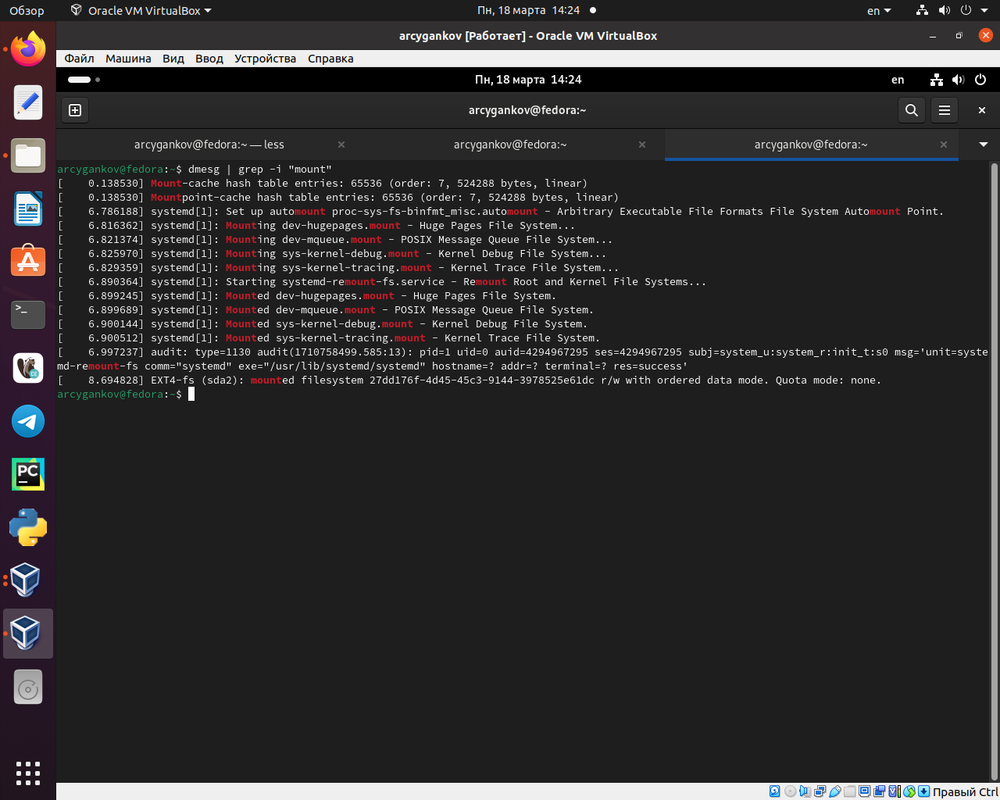 Обзор Oracle VM VirtualBox Пн, 18 марта 14:24 en
arcygankov [Работает] - Oracle VM VirtualBox
Файл Машина Вид Ввод Устройства Справка
Пн, 18 марта 14:24 en
arcygankov@fedora:~
arcygankov@fedora:~ — less arcygankov@fedora:~ arcygankov@fedora:~
arcygankov@fedora:~$ dmesg | grep -i "mount"
[    0.138530] Mount-cache hash table entries: 65536 (order: 7, 524288 bytes, linear)
[    0.138530] Mountpoint-cache hash table entries: 65536 (order: 7, 524288 bytes, linear)
[    6.786188] systemd[1]: Set up automount proc-sys-fs-binfmt_misc.automount - Arbitrary Executable File Formats File System Automount Point.
[    6.816362] systemd[1]: Mounting dev-hugepages.mount - Huge Pages File System...
[    6.821374] systemd[1]: Mounting dev-mqueue.mount - POSIX Message Queue File System...
[    6.825970] systemd[1]: Mounting sys-kernel-debug.mount - Kernel Debug File System...
[    6.829359] systemd[1]: Mounting sys-kernel-tracing.mount - Kernel Trace File System...
[    6.890364] systemd[1]: Starting systemd-remount-fs.service - Remount Root and Kernel File Systems...
[    6.899245] systemd[1]: Mounted dev-hugepages.mount - Huge Pages File System.
[    6.899689] systemd[1]: Mounted dev-mqueue.mount - POSIX Message Queue File System.
[    6.900144] systemd[1]: Mounted sys-kernel-debug.mount - Kernel Debug File System.
[    6.900512] systemd[1]: Mounted sys-kernel-tracing.mount - Kernel Trace File System.
[    6.997237] audit: type=1130 audit(1710758499.585:13): pid=1 uid=0 auid=4294967295 ses=4294967295 subj=system_u:system_r:init_t:s0 msg='unit=syste
md-remount-fs comm="systemd" exe="/usr/lib/systemd/systemd" hostname=? addr=? terminal=? res=success'
[    8.694828] EXT4-fs (sda2): mounted filesystem 27dd176f-4d45-45c3-9144-3978525e61dc r/w with ordered data mode. Quota mode: none.
arcygankov@fedora:~$
PC
Правый Ctrl